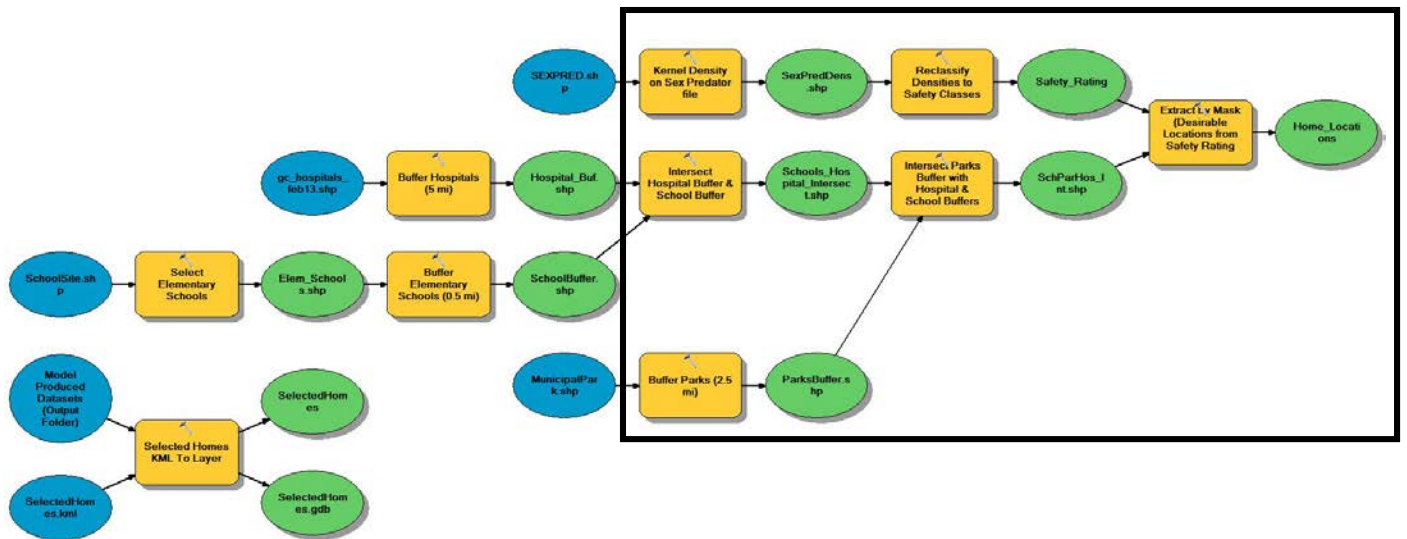 SEXPRED.sh
p
Kernel Density
on Sex Predator
file
SexPredDens
.shp
Reclassify
Densities to
Safety Classes
Safety_Rating
Extract By Mask
(Desirable
Locations from
Safety Rating
Home_Locati
ons
gc_hospitals_
feb13.shp
Buffer Hospitals
(5 mi)
Hospital_Buf.
shp
Intersect
Hospital Buffer &
School Buffer
Schools_Hos
pital_Intersec
t.shp
Intersect Parks
Buffer with
Hospital &
School Buffers
SchParHos_I
nt.shp
SchoolSite.sh
p
Select
Elementary
Schools
Elem_School
s.shp
Buffer
Elementary
Schools (0.5 mi)
SchoolBuffer.
shp
Model
Produced
Datasets
(Output
Folder)
SelectedHom
es.kml
Selected Homes
KML To Layer
SelectedHom
es
SelectedHom
es.gdb
MunicipalPar
k.shp
Buffer Parks (2.5
mi)
ParksBuffer.s
hp